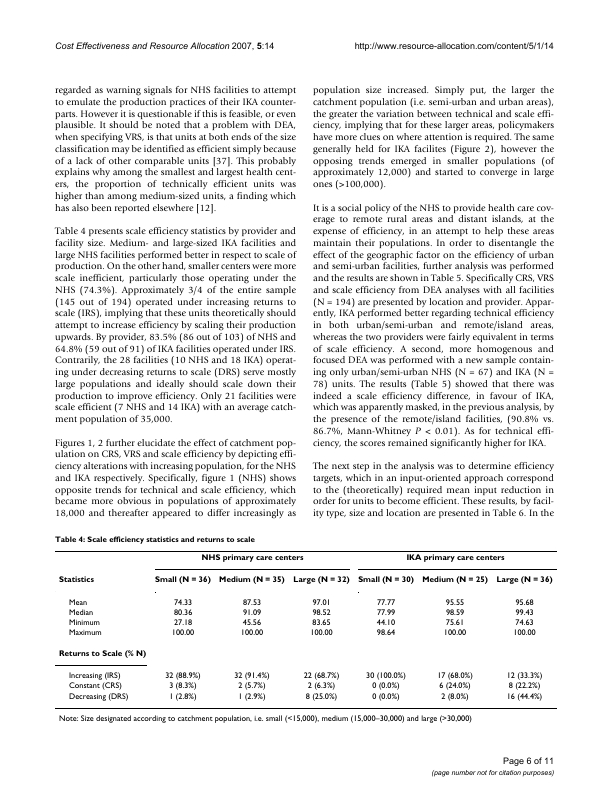 Cost Effectiveness and Resource Allocation 2007, 5:14
http://www.resource-allocation.com/content/5/1/14
regarded as warning signals for NHS facilities to attempt
to emulate the production practices of their IKA counter-
parts. However it is questionable if this is feasible, or even
plausible. It should be noted that a problem with DEA,
when specifying VRS, is that units at both ends of the size
classification may be identified as efficient simply because
of a lack of other comparable units [37]. This probably
explains why among the smallest and largest health cent-
ers, the proportion of technically efficient units was
higher than among medium-sized units, a finding which
has also been reported elsewhere [12].
Table 4 presents scale efficiency statistics by provider and
facility size. Medium- and large-sized IKA facilities and
large NHS facilities performed better in respect to scale of
production. On the other hand, smaller centers were more
scale inefficient, particularly those operating under the
NHS (74.3%). Approximately 3/4 of the entire sample
(145 out of 194) operated under increasing returns to
scale (IRS), implying that these units theoretically should
attempt to increase efficiency by scaling their production
upwards. By provider, 83.5% (86 out of 103) of NHS and
64.8% (59 out of 91) of IKA facilities operated under IRS.
Contrarily, the 28 facilities (10 NHS and 18 IKA) operat-
ing under decreasing returns to scale (DRS) serve mostly
large populations and ideally should scale down their
production to improve efficiency. Only 21 facilities were
scale efficient (7 NHS and 14 IKA) with an average catch-
ment population of 35,000.
Figures 1, 2 further elucidate the effect of catchment pop-
ulation on CRS, VRS and scale efficiency by depicting effi-
ciency alterations with increasing population, for the NHS
and IKA respectively. Specifically, figure 1 (NHS) shows
opposite trends for technical and scale efficiency, which
became more obvious in populations of approximately
18,000 and thereafter appeared to differ increasingly as
population size increased. Simply put, the larger the
catchment population (i.e. semi-urban and urban areas),
the greater the variation between technical and scale effi-
ciency, implying that for these larger areas, policymakers
have more clues on where attention is required. The same
generally held for IKA facilites (Figure 2), however the
opposing trends emerged in smaller populations (of
approximately 12,000) and started to converge in large
ones (>100,000).
It is a social policy of the NHS to provide health care cov-
erage to remote rural areas and distant islands, at the
expense of efficiency, in an attempt to help these areas
maintain their populations. In order to disentangle the
effect of the geographic factor on the efficiency of urban
and semi-urban facilities, further analysis was performed
and the results are shown in Table 5. Specifically CRS, VRS
and scale efficiency from DEA analyses with all facilities
(N = 194) are presented by location and provider. Appar-
ently, IKA performed better regarding technical efficiency
in both urban/semi-urban and remote/island areas,
whereas the two providers were fairly equivalent in terms
of scale efficiency. A second, more homogenous and
focused DEA was performed with a new sample contain-
ing only urban/semi-urban NHS (N = 67) and IKA (N =
78) units. The results (Table 5) showed that there was
indeed a scale efficiency difference, in favour of IKA,
which was apparently masked, in the previous analysis, by
the presence of the remote/island facilities, (90.8% vs.
86.7%, Mann-Whitney P < 0.01). As for technical effi-
ciency, the scores remained significantly higher for IKA.
The next step in the analysis was to determine efficiency
targets, which in an input-oriented approach correspond
to the (theoretically) required mean input reduction in
order for units to become efficient. These results, by facil-
ity type, size and location are presented in Table 6. In the
Table 4: Scale efficiency statistics and returns to scale
NHS primary care centers IKA primary care centers
Statistics Small (N = 36) Medium (N = 35) Large (N = 32) Small (N = 30) Medium (N = 25) Large (N = 36)
Mean 74.33 87.53 97.01 77.77 95.55 95.68
Median 80.36 91.09 98.52 77.99 98.59 99.43
Minimum 27.18 45.56 83.65 44.10 75.61 74.63
Maximum 100.00 100.00 100.00 98.64 100.00 100.00
Returns to Scale (% N)
Increasing (IRS) 32 (88.9%) 32 (91.4%) 22 (68.7%) 30 (100.0%) 17 (68.0%) 12 (33.3%)
Constant (CRS) 3 (8.3%) 2 (5.7%) 2 (6.3%) 0 (0.0%) 6 (24.0%) 8 (22.2%)
Decreasing (DRS) 1 (2.8%) 1 (2.9%) 8 (25.0%) 0 (0.0%) 2 (8.0%) 16 (44.4%)
Note: Size designated according to catchment population, i.e. small (<15,000), medium (15,000–30,000) and large (>30,000)
Page 6 of 11
(page number not for citation purposes)